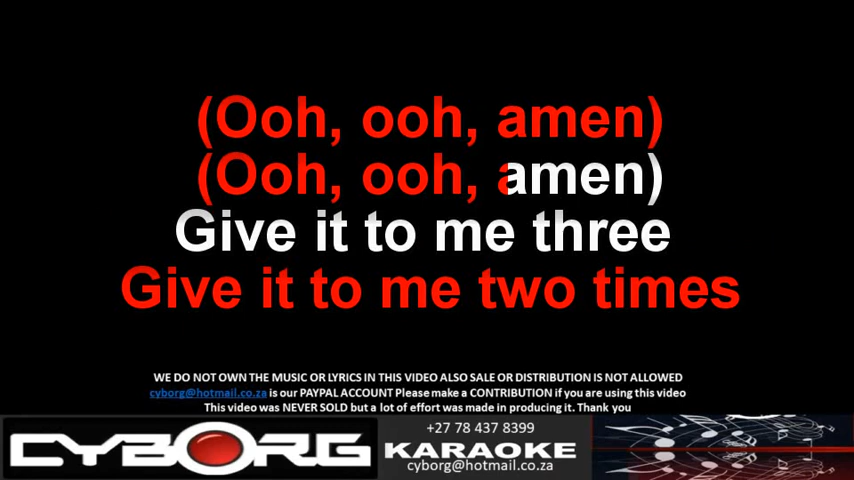 (Ooh, ooh, amen)
(Ooh, ooh, amen)
Give it to me three
Give it to me two times
WE DO NOT OWN THE MUSIC OR LYRICS IN THIS VIDEO ALSO SALE OR DISTRIBUTION IS NOT ALLOWED
cyborg@hotmail.co.za is our PAYPAL ACCOUNT Please make a CONTRIBUTION if you are using this video
This video was NEVER SOLD but a lot of effort was made in producing it. Thank you
CYBORG
+27 78 437 8399
KARAOKE
cyborg@hotmail.co.za